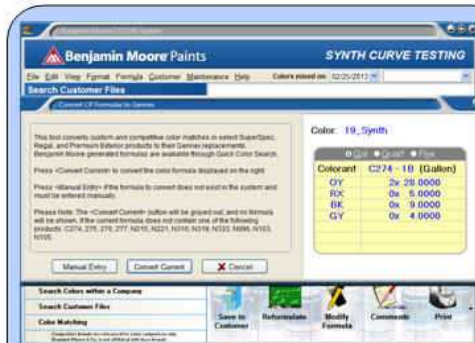 Benjamin Moore Paints
SYNTH CURVE TESTING
File Edit View Format Formula Customer Maintenance Help
Colors mixed on 02/25/2013
Search Customer Files
Convert CP Formulas to Gennex
Color: 19_Synth
This tool converts custom and competitive color matches in select SuperSpec,
Regal, and Premium Exterior products to their Gennex replacements.
Benjamin Moore generated formulas are available through Quick Color Search.
Press <Convert Current> to convert the color formula displayed on the right.
Press <Manual Entry> if the formula to convert does not exist in the system and
must be entered manually.
Please Note: The <Convert Current> button will be grayed out, and no formula
will be shown, if the current formula does not contain one of the following
products: C274, 275, 276, 277, N215, N221, N310, N319, N333, N096, N103,
N105.
Gal Quart Pint
Colorant C274 - 1B (Gallon)
OY 2x 28.0000
RX 0x 5.0000
BK 0x 9.0000
GY 0x 4.0000
Manual Entry Convert Current Cancel
Search Colors within a Company
Search Customer Files
Color Matching
Save to Customer
Reformulate
Modify Formula
Comments
Print